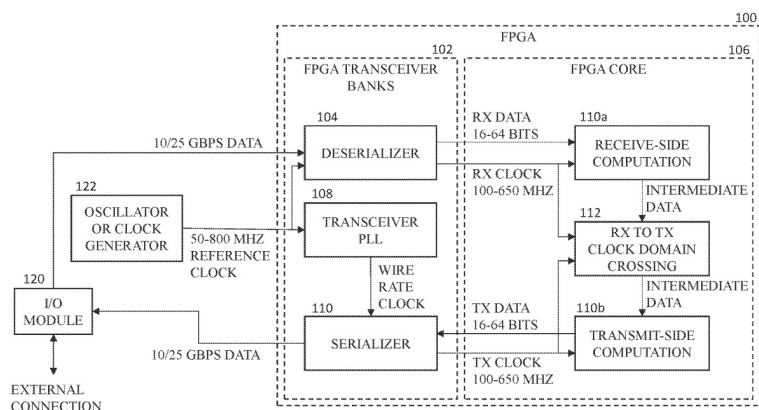 100
FPGA
102
FPGA TRANSCEIVER
BANKS
106
FPGA CORE
104
DESERIALIZER
RX DATA
16-64 BITS
110a
RECEIVE-SIDE
COMPUTATION
10/25 GBPS DATA
RX CLOCK
100-650 MHZ
122
OSCILLATOR
OR CLOCK
GENERATOR
50-800 MHZ
REFERENCE
CLOCK
108
TRANSCEIVER
PLL
INTERMEDIATE
DATA
112
RX TO TX
CLOCK DOMAIN
CROSSING
WIRE
RATE
CLOCK
INTERMEDIATE
DATA
120
I/O
MODULE
110
SERIALIZER
TX DATA
16-64 BITS
110b
TRANSMIT-SIDE
COMPUTATION
10/25 GBPS DATA
TX CLOCK
100-650 MHZ
EXTERNAL
CONNECTION